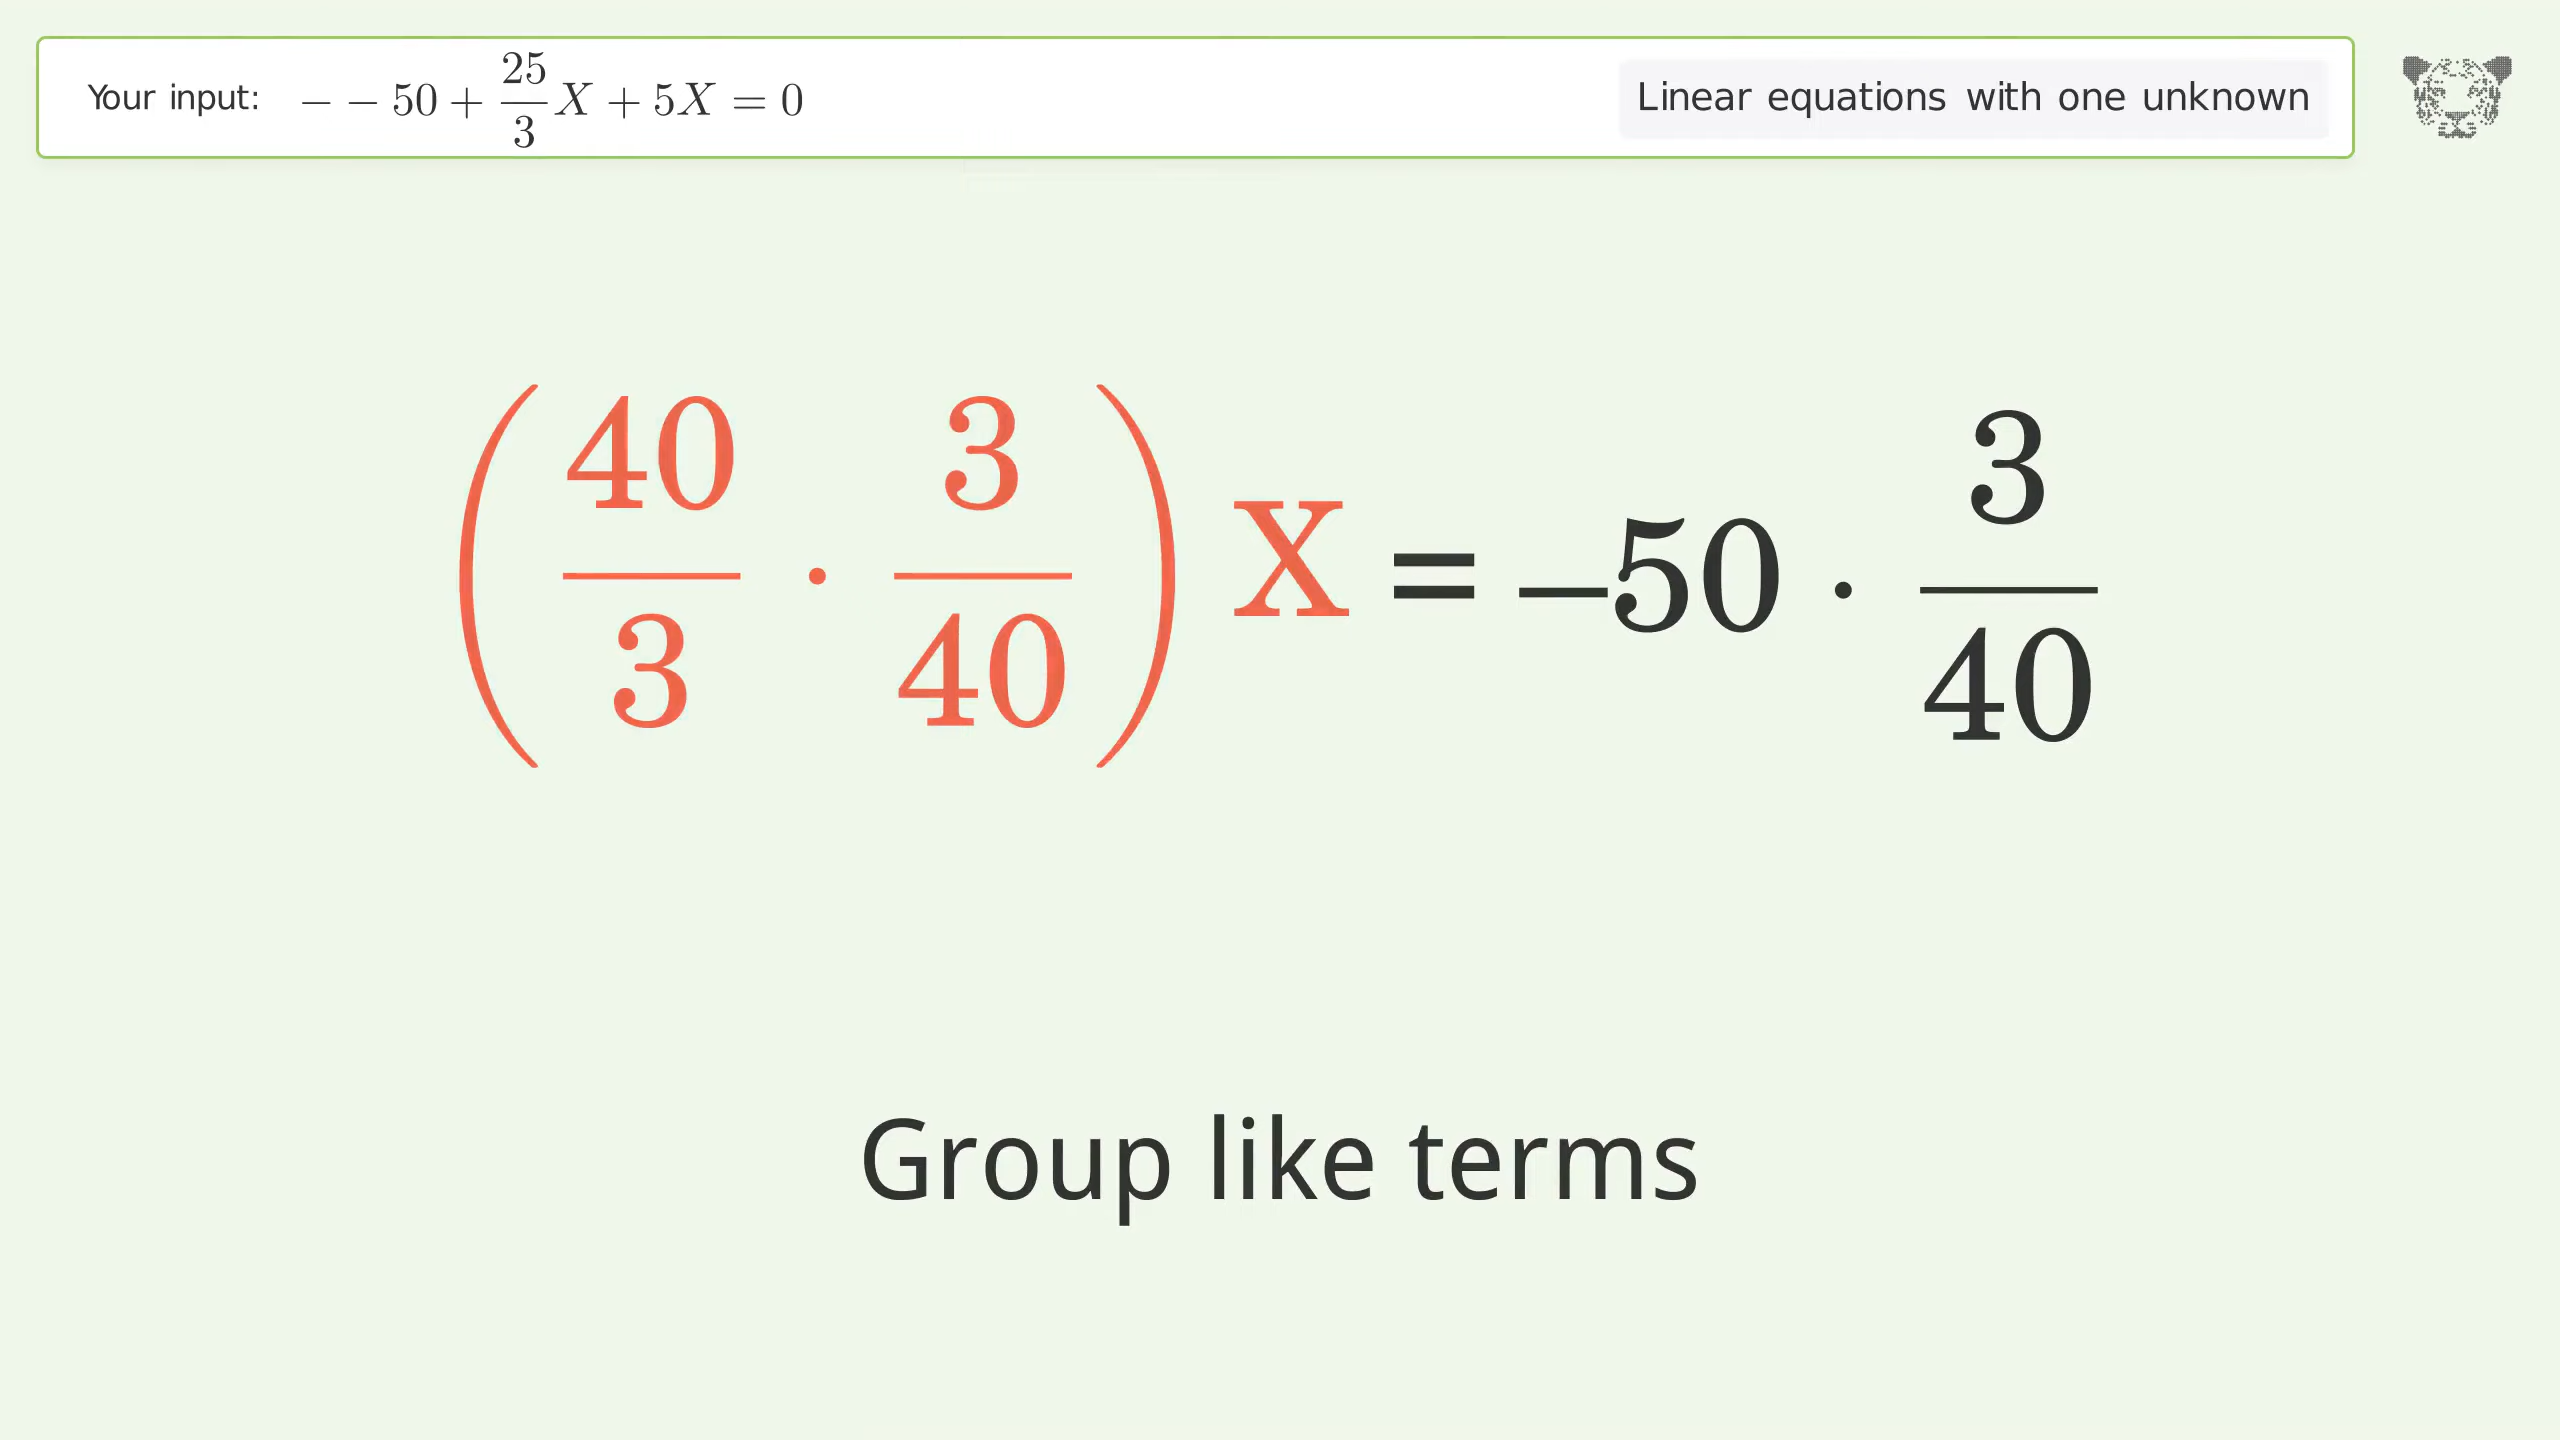 Your input: − − 50 + 25/3 X + 5X = 0
Linear equations with one unknown
(40/3 · 3/40) X = −50 · 3/40
Group like terms